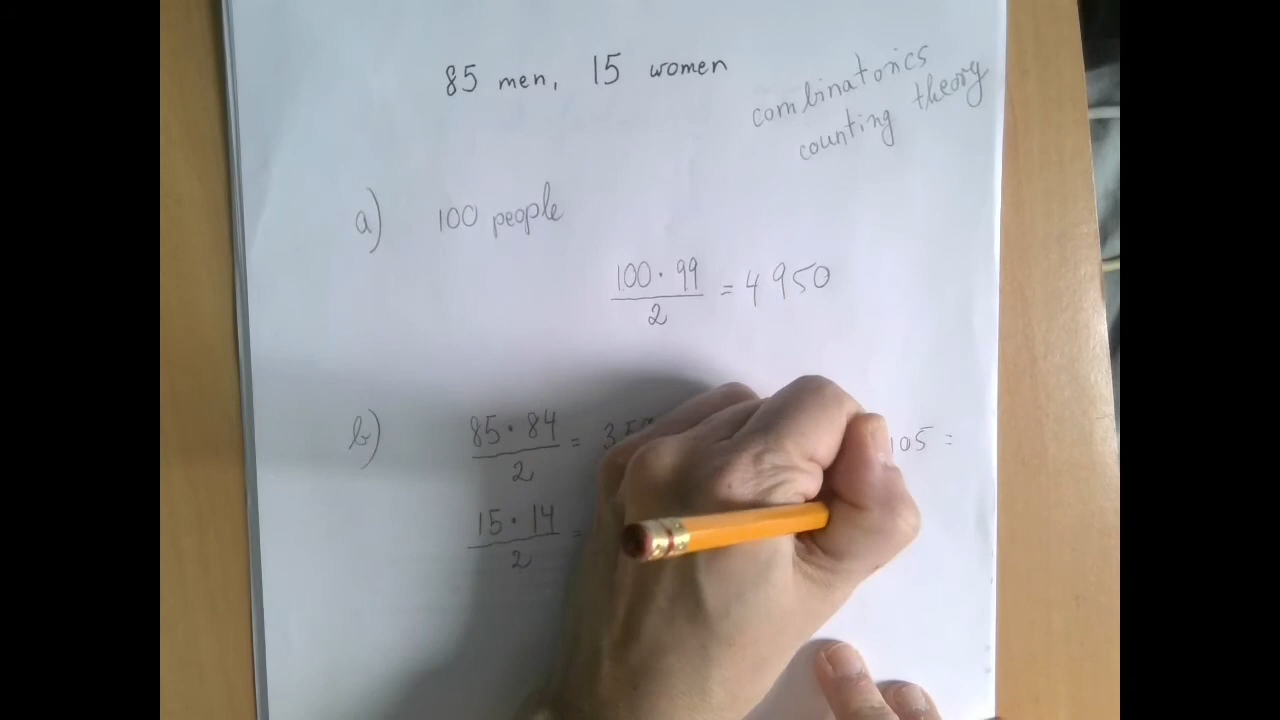 85 men, 15 women
combinatorics
counting theory
a) 100 people
100 · 99 / 2 = 4950
b) 85 · 84 / 2 = 35 105 =
15 · 14 / 2 =